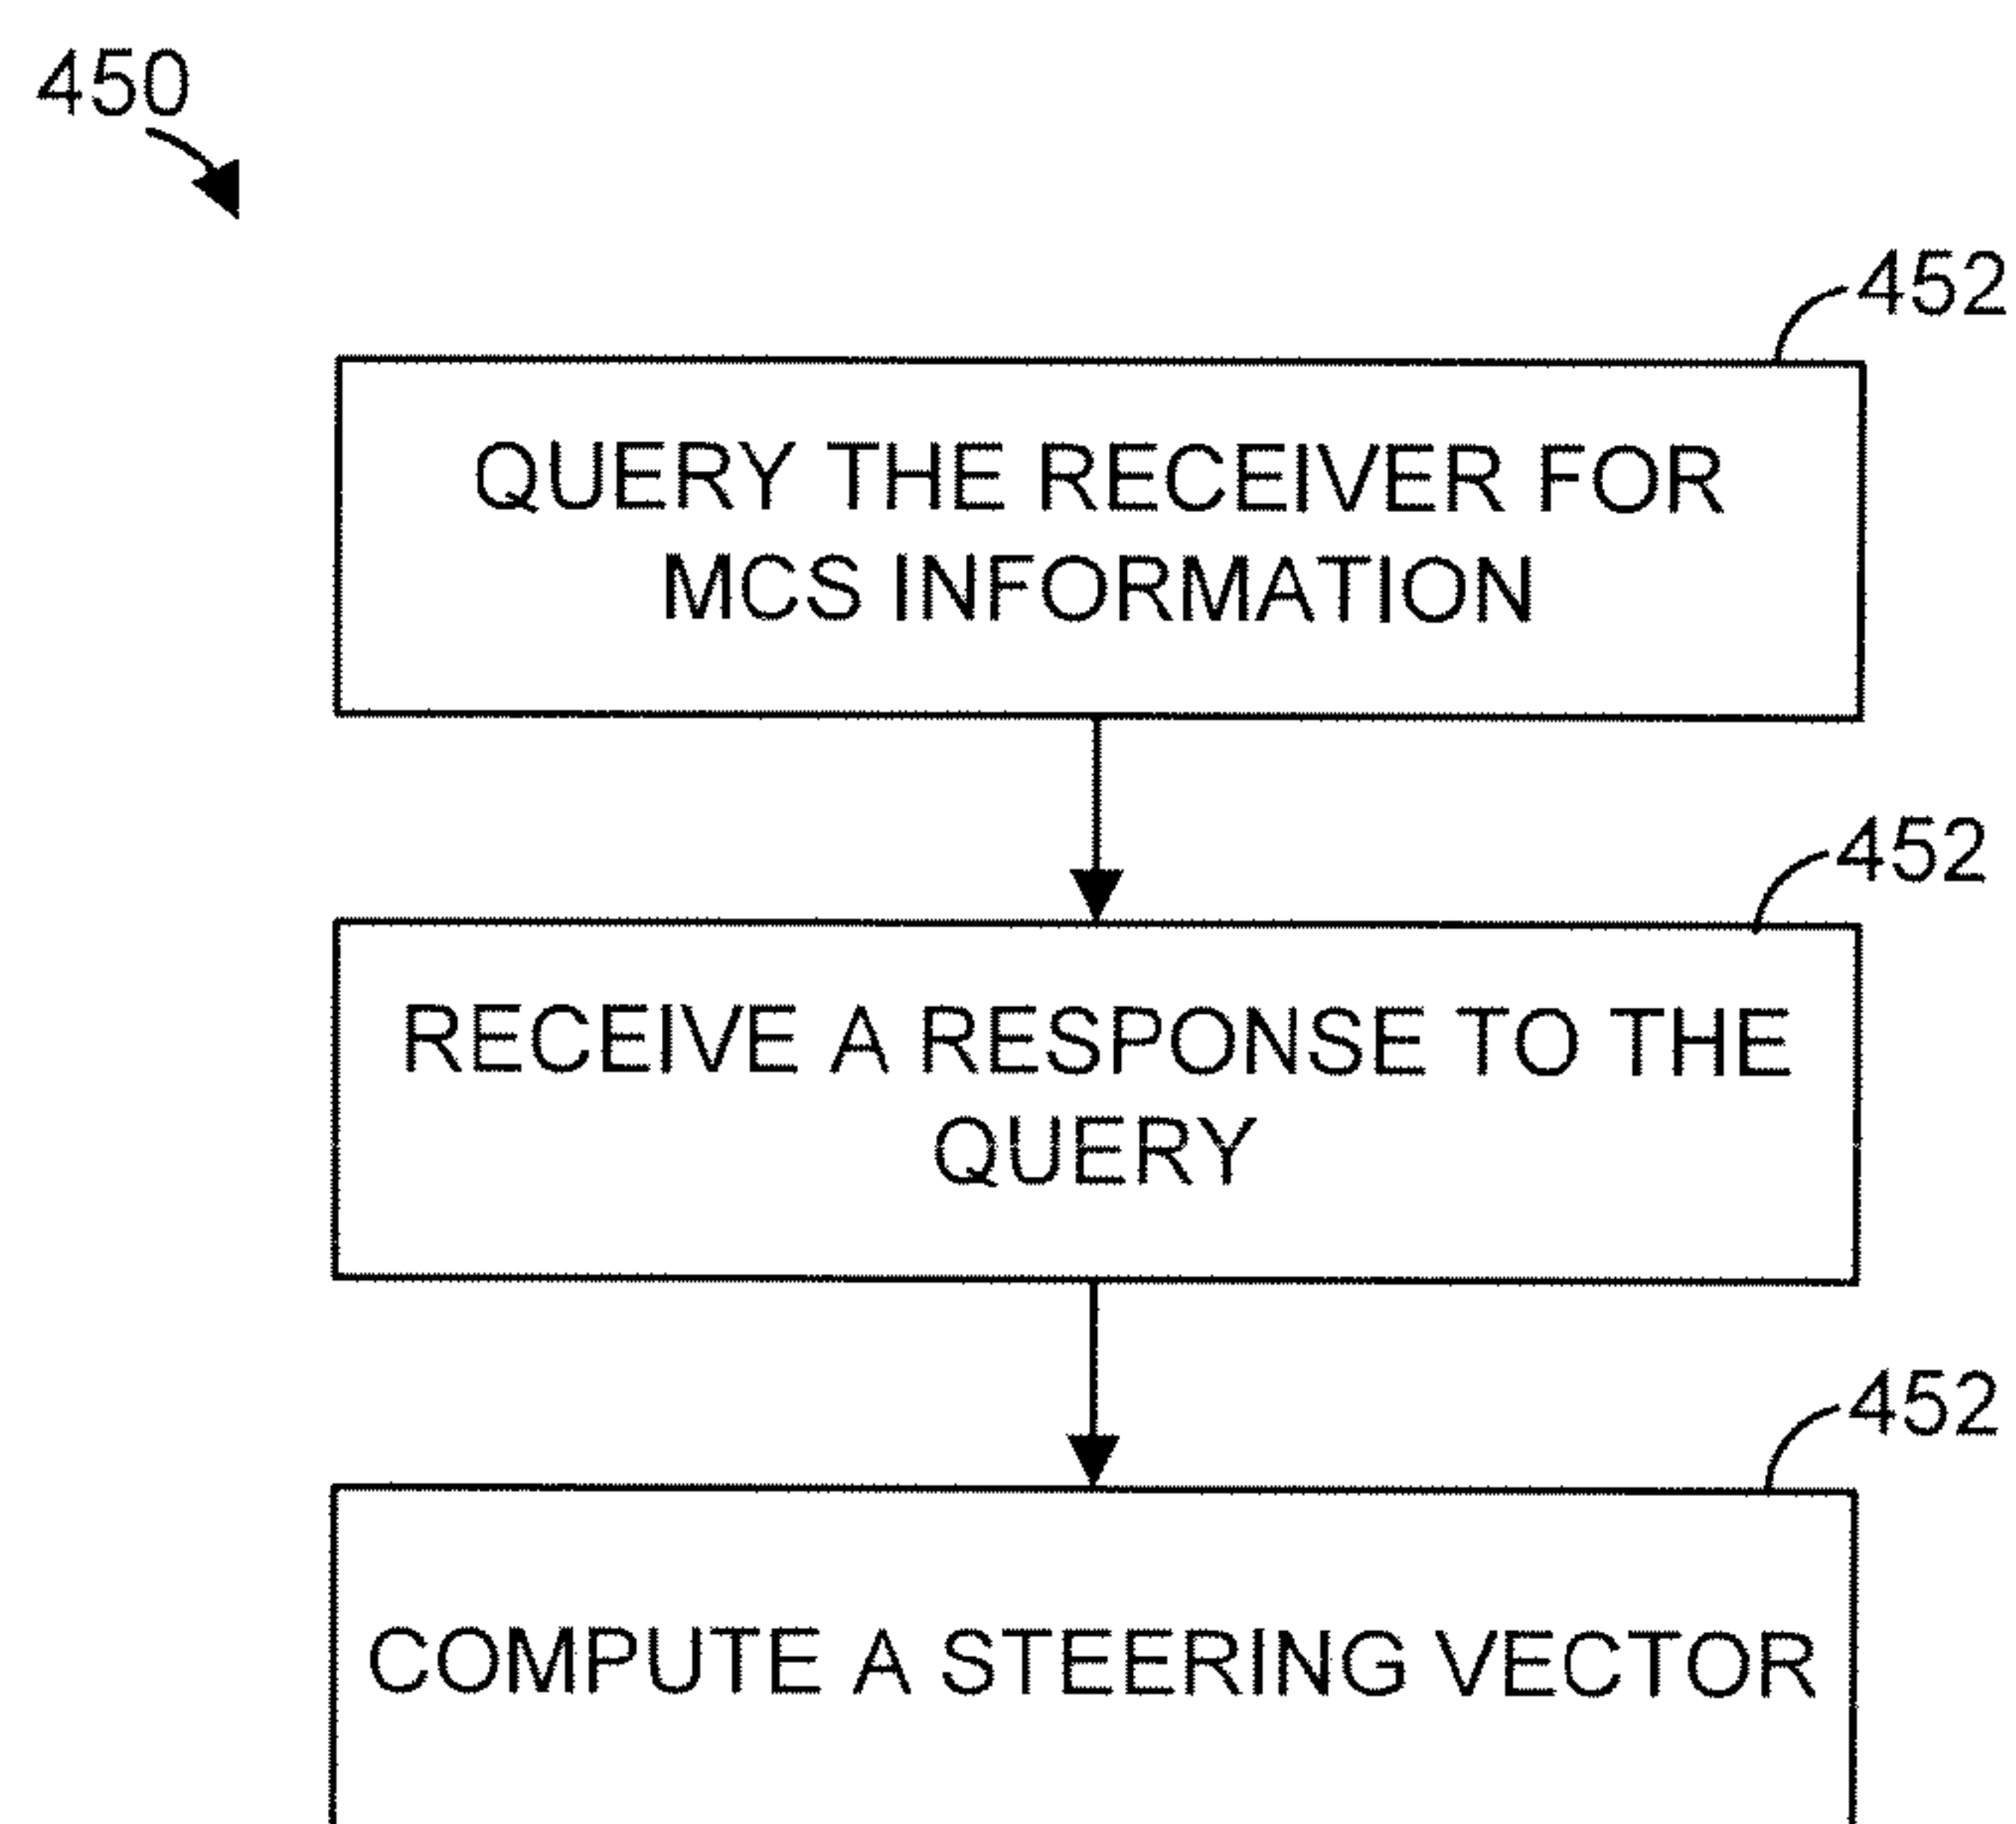 450
452
QUERY THE RECEIVER FOR
MCS INFORMATION
452
RECEIVE A RESPONSE TO THE
QUERY
452
COMPUTE A STEERING VECTOR